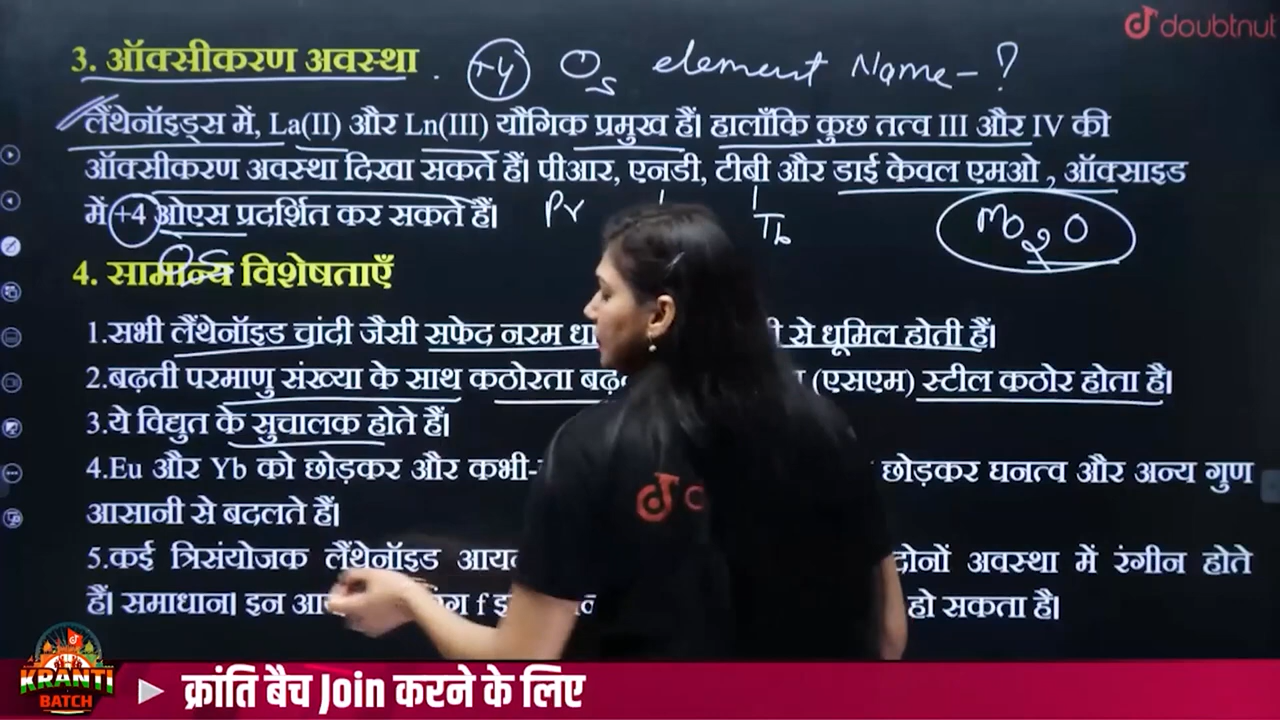 doubtnut
3. ऑक्सीकरण अवस्था . +4 Os element Name - ?
लैंथेनॉइड्स में, La(II) और Ln(III) यौगिक प्रमुख हैं। हालाँकि कुछ तत्व III और IV की
ऑक्सीकरण अवस्था दिखा सकते हैं। पीआर, एनडी, टीबी और डाई केवल एमओ , ऑक्साइड
में +4 ओएस प्रदर्शित कर सकते हैं।
Pr Tb MO2O
OS
4. सामान्य विशेषताएँ
1.सभी लैंथेनॉइड चांदी जैसी सफेद नरम से धूमिल होती हैं।
2.बढ़ती परमाणु संख्या के साथ कठोरता (एसएम) स्टील कठोर होता है।
3.ये विद्युत के सुचालक होते हैं।
4.Eu और Yb को छोड़कर और छोड़कर घनत्व और अन्य गुण
आसानी से बदलते हैं।
5.कई त्रिसंयोजक लैंथेनॉइड दोनों अवस्था में रंगीन होते
हैं। समाधान। इन f हो सकता है।
KRANTI
BATCH
क्रांति बैच Join करने के लिए